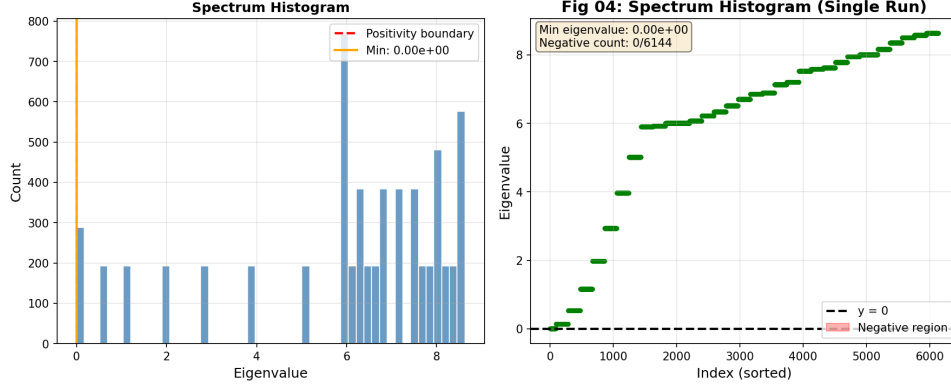 Spectrum Histogram
Positivity boundary
Min: 0.00e+00
800
700
600
500
400
300
200
100
0
Count
0
2
4
6
8
Eigenvalue
Fig 04: Spectrum Histogram (Single Run)
Min eigenvalue: 0.00e+00
Negative count: 0/6144
8
6
4
2
0
Eigenvalue
y = 0
Negative region
0
1000
2000
3000
4000
5000
6000
Index (sorted)